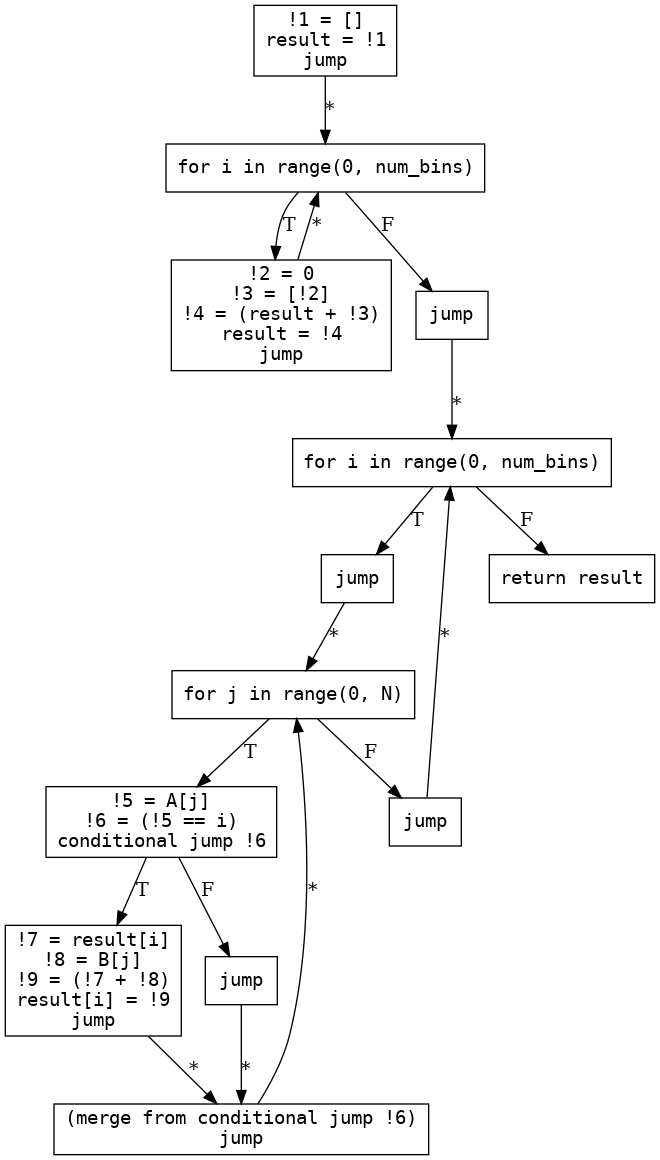 !1 = []
result = !1
jump
*
for i in range(0, num_bins)
T
*
F
!2 = 0
!3 = [!2]
!4 = (result + !3)
result = !4
jump
jump
*
for i in range(0, num_bins)
T
F
jump
return result
*
*
for j in range(0, N)
T
F
!5 = A[j]
!6 = (!5 == i)
conditional jump !6
jump
T
F
*
!7 = result[i]
!8 = B[j]
!9 = (!7 + !8)
result[i] = !9
jump
jump
*
*
(merge from conditional jump !6)
jump